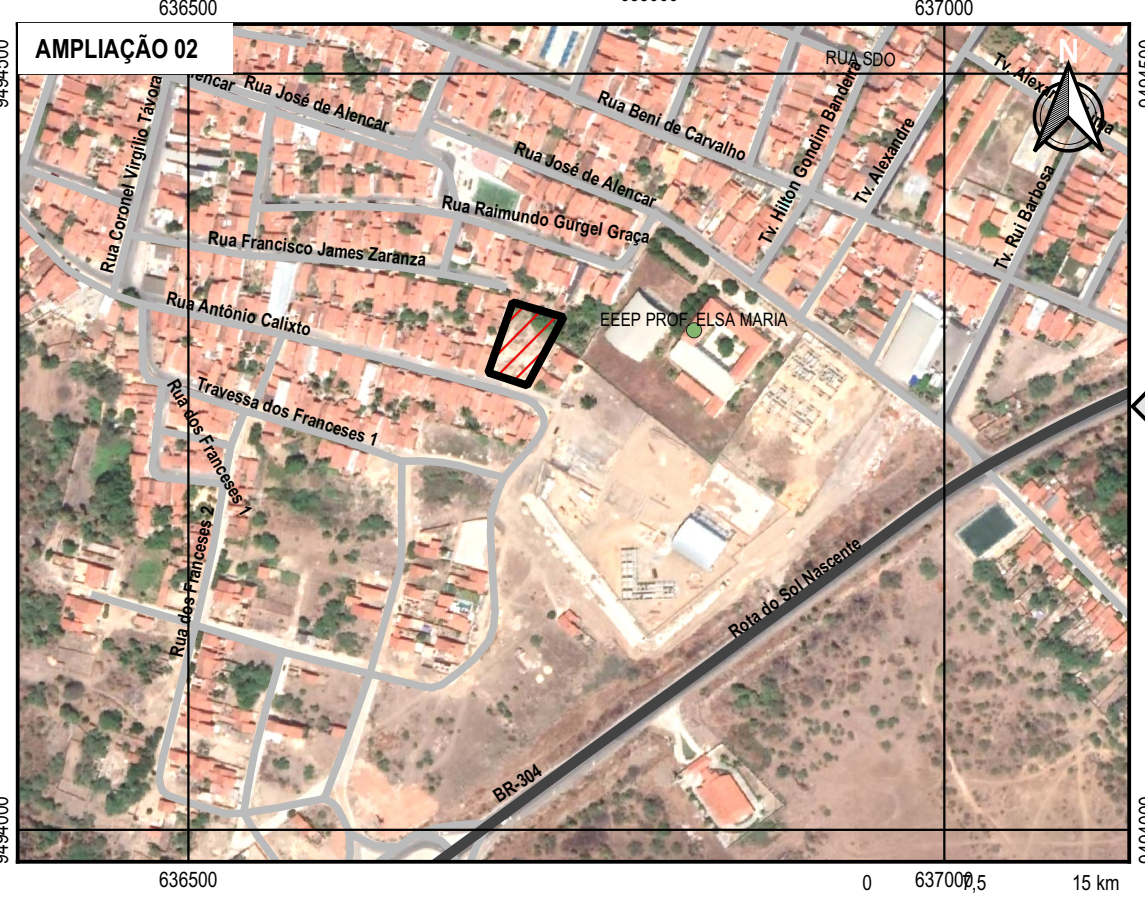 636500
637000
AMPLIAÇÃO 02
9494500
RUA SDO
N
Rua José de Alencar
Rua Beni de Carvalho
Rua José de Alencar
Rua Coronel Virgílio Távora
Tv. Hilton Gondim Bandeira
Tv. Alexandre
Tv. Rui Barbosa
Rua Raimundo Gurgel Graça
Rua Francisco James Zaranza
Rua Antônio Calixto
EEEP PROF. ELSA MARIA
Travessa dos Franceses 1
Rua dos Franceses 1
Rua dos Franceses 2
Rota do Sol Nascente
BR-304
9494000
636500
637000
0 7,5 15 km